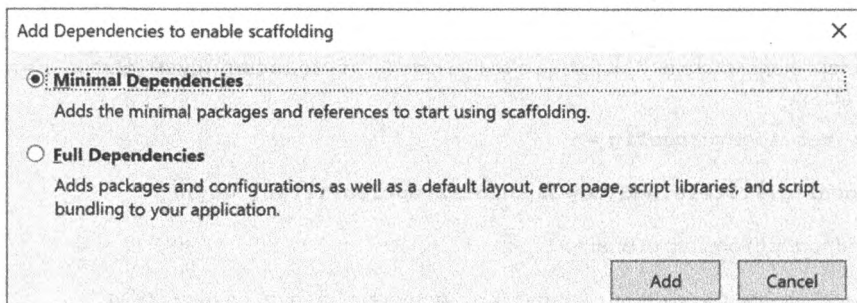 Add Dependencies to enable scaffolding
Minimal Dependencies
Adds the minimal packages and references to start using scaffolding.
Full Dependencies
Adds packages and configurations, as well as a default layout, error page, script libraries, and script
bundling to your application.
Add Cancel